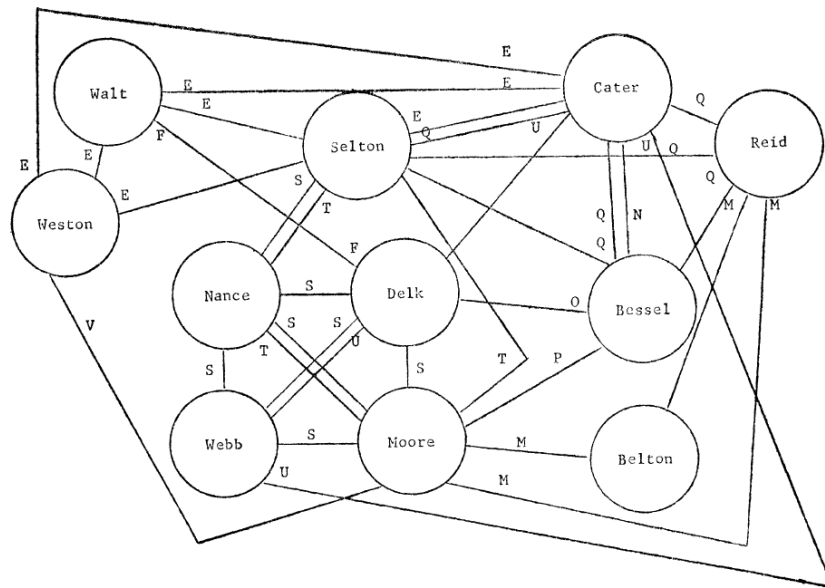 E
Walt
E
E
Cater
Q
E
F
E
Q
U
Selton
U
Q
Reid
E
E
E
S
T
Q
M
M
Weston
Q
N
Q
F
Nance
S
Delk
O
Bessel
V
S
S
U
T
S
S
T
P
Webb
S
Moore
M
Belton
U
M